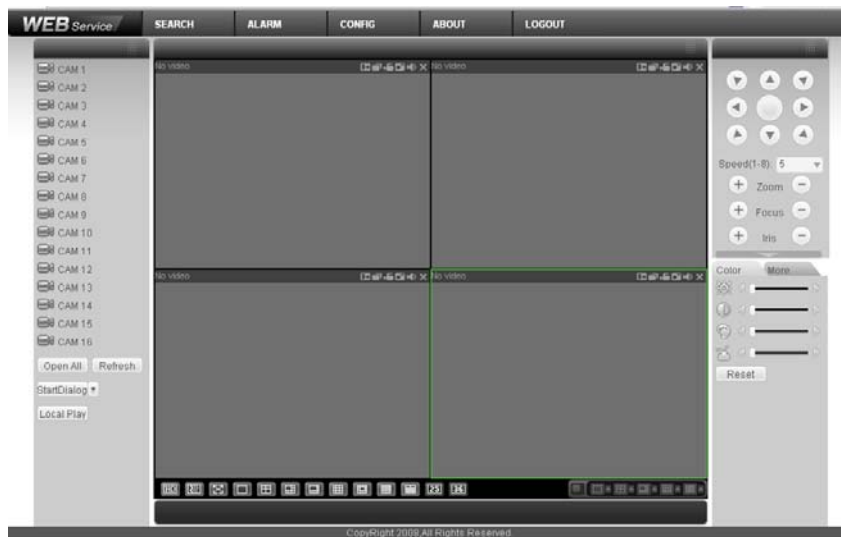 WEB Service
SEARCH
ALARM
CONFIG
ABOUT
LOGOUT
CAM 1
CAM 2
CAM 3
CAM 4
CAM 5
CAM 6
CAM 7
CAM 8
CAM 9
CAM 10
CAM 11
CAM 12
CAM 13
CAM 14
CAM 15
CAM 16
Open All
Refresh
StartDialog
Local Play
No video
No video
No video
No video
Speed(1-8) 5
Zoom
Focus
Iris
Color
More
Reset
25
36
CopyRight 2009,All Rights Reserved.